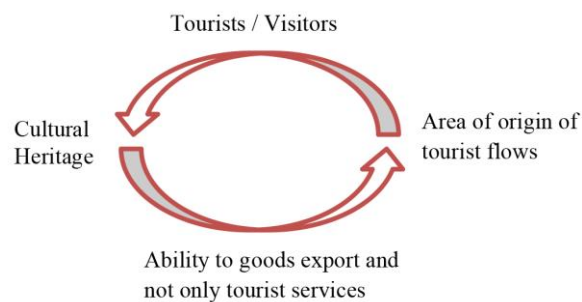 Tourists / Visitors
Cultural
Heritage
Area of origin of
tourist flows
Ability to goods export and
not only tourist services